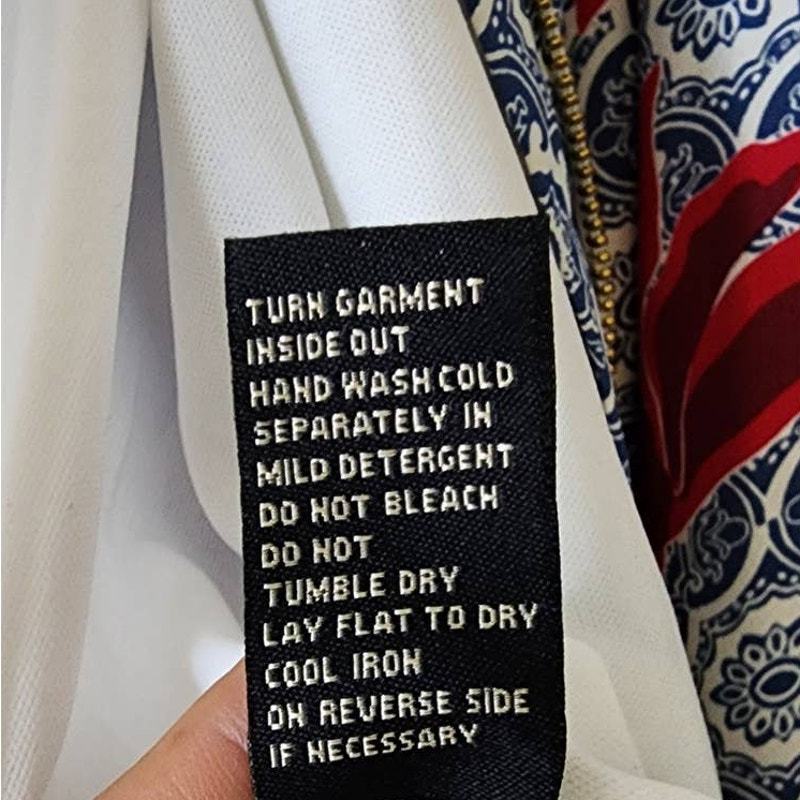 TURN GARMENT
INSIDE OUT
HAND WASH COLD
SEPARATELY IN
MILD DETERGENT
DO NOT BLEACH
DO NOT
TUMBLE DRY
LAY FLAT TO DRY
COOL IRON
ON REVERSE SIDE
IF NECESSARY